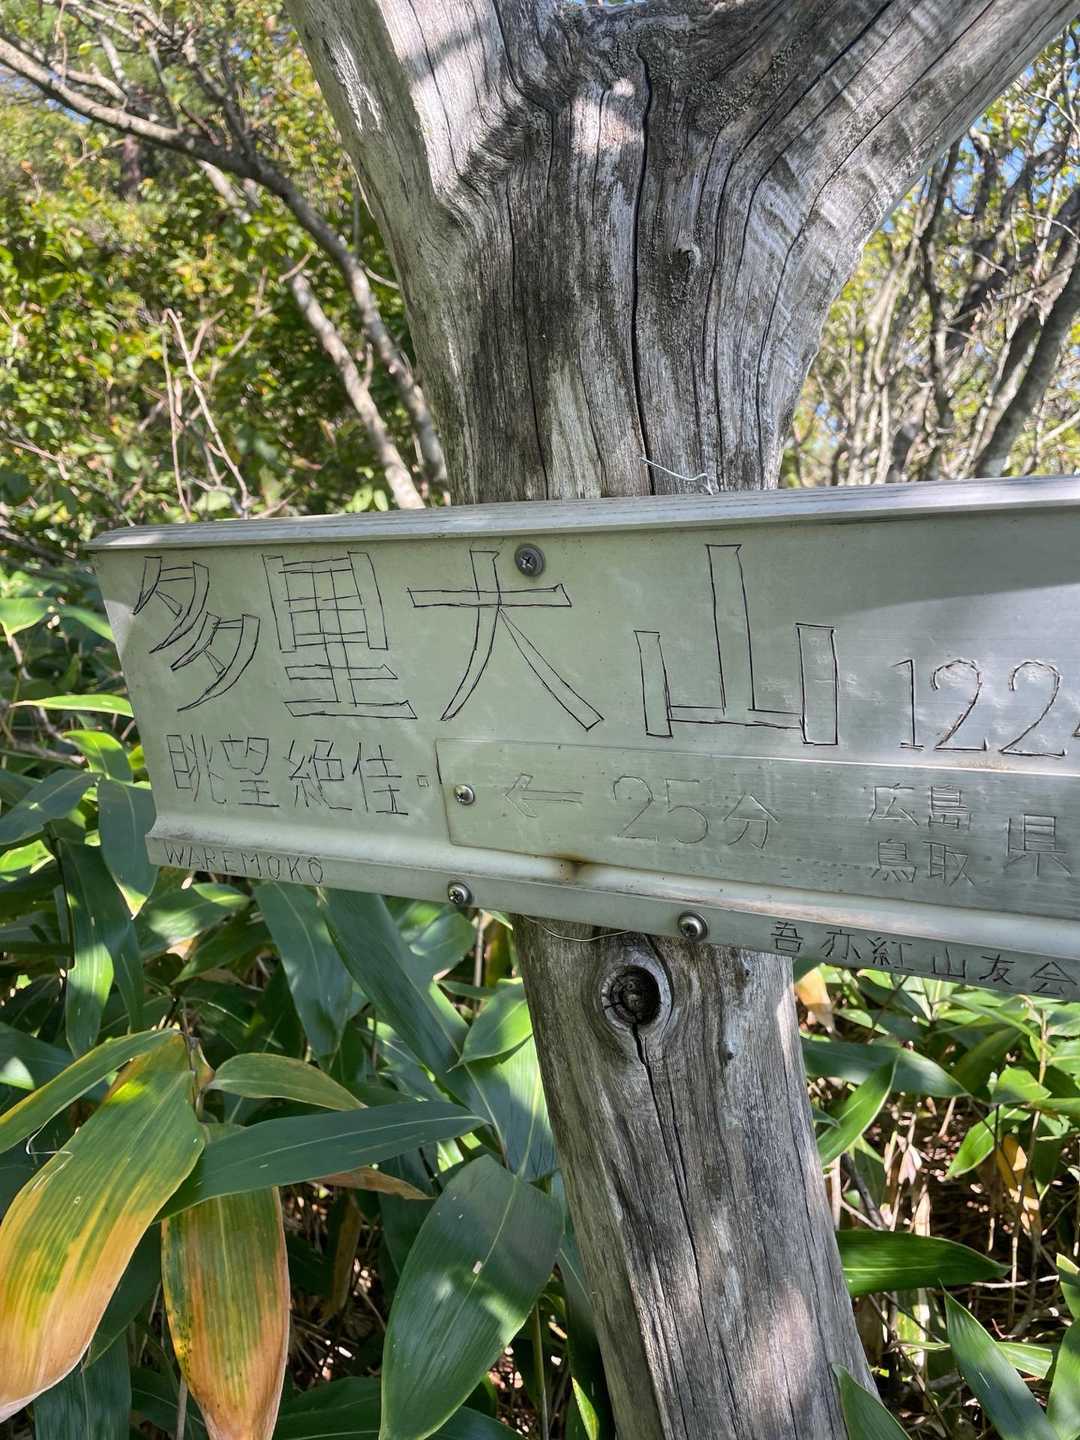 多里大山 122
眺望絶佳。
← 25分 広島
鳥取 県
WAREMOKŌ
吾亦紅山友会